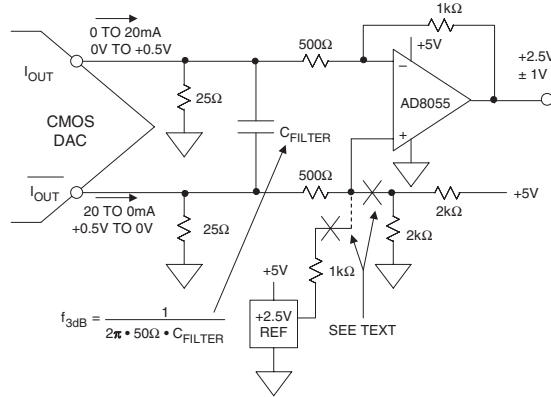 0 TO 20mA
0V TO +0.5V
1kΩ
500Ω
+5V
+2.5V
± 1V
I_OUT
–
AD8055
CMOS
DAC
25Ω
C_FILTER
+
500Ω
I_OUT
20 TO 0mA
+0.5V TO 0V
25Ω
+5V
2kΩ
2kΩ
1kΩ
+5V
+2.5V
REF
SEE TEXT
f_3dB = 1 / 2π • 50Ω • C_FILTER